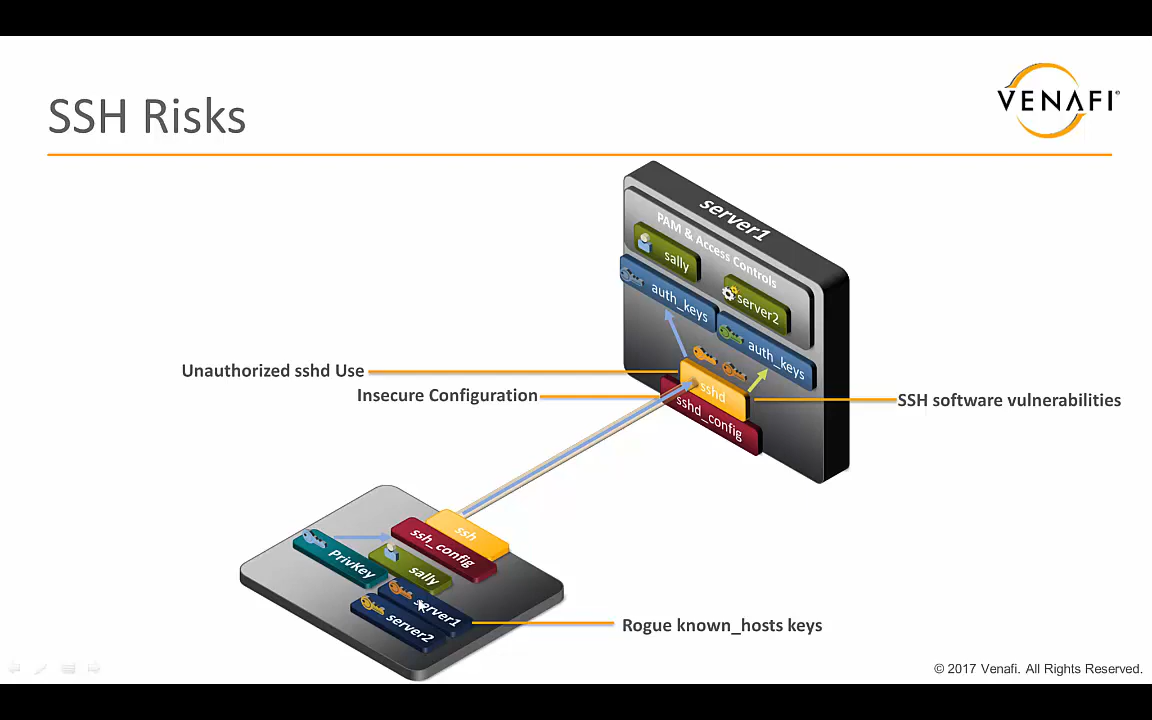 SSH Risks
VENAFI®
server1
PAM & Access Controls
sally
server2
auth_keys
auth_keys
sshd
sshd_config
Unauthorized sshd Use
Insecure Configuration
SSH software vulnerabilities
ssh
ssh_config
PrivKey
sally
server1
server2
Rogue known_hosts keys
© 2017 Venafi. All Rights Reserved.